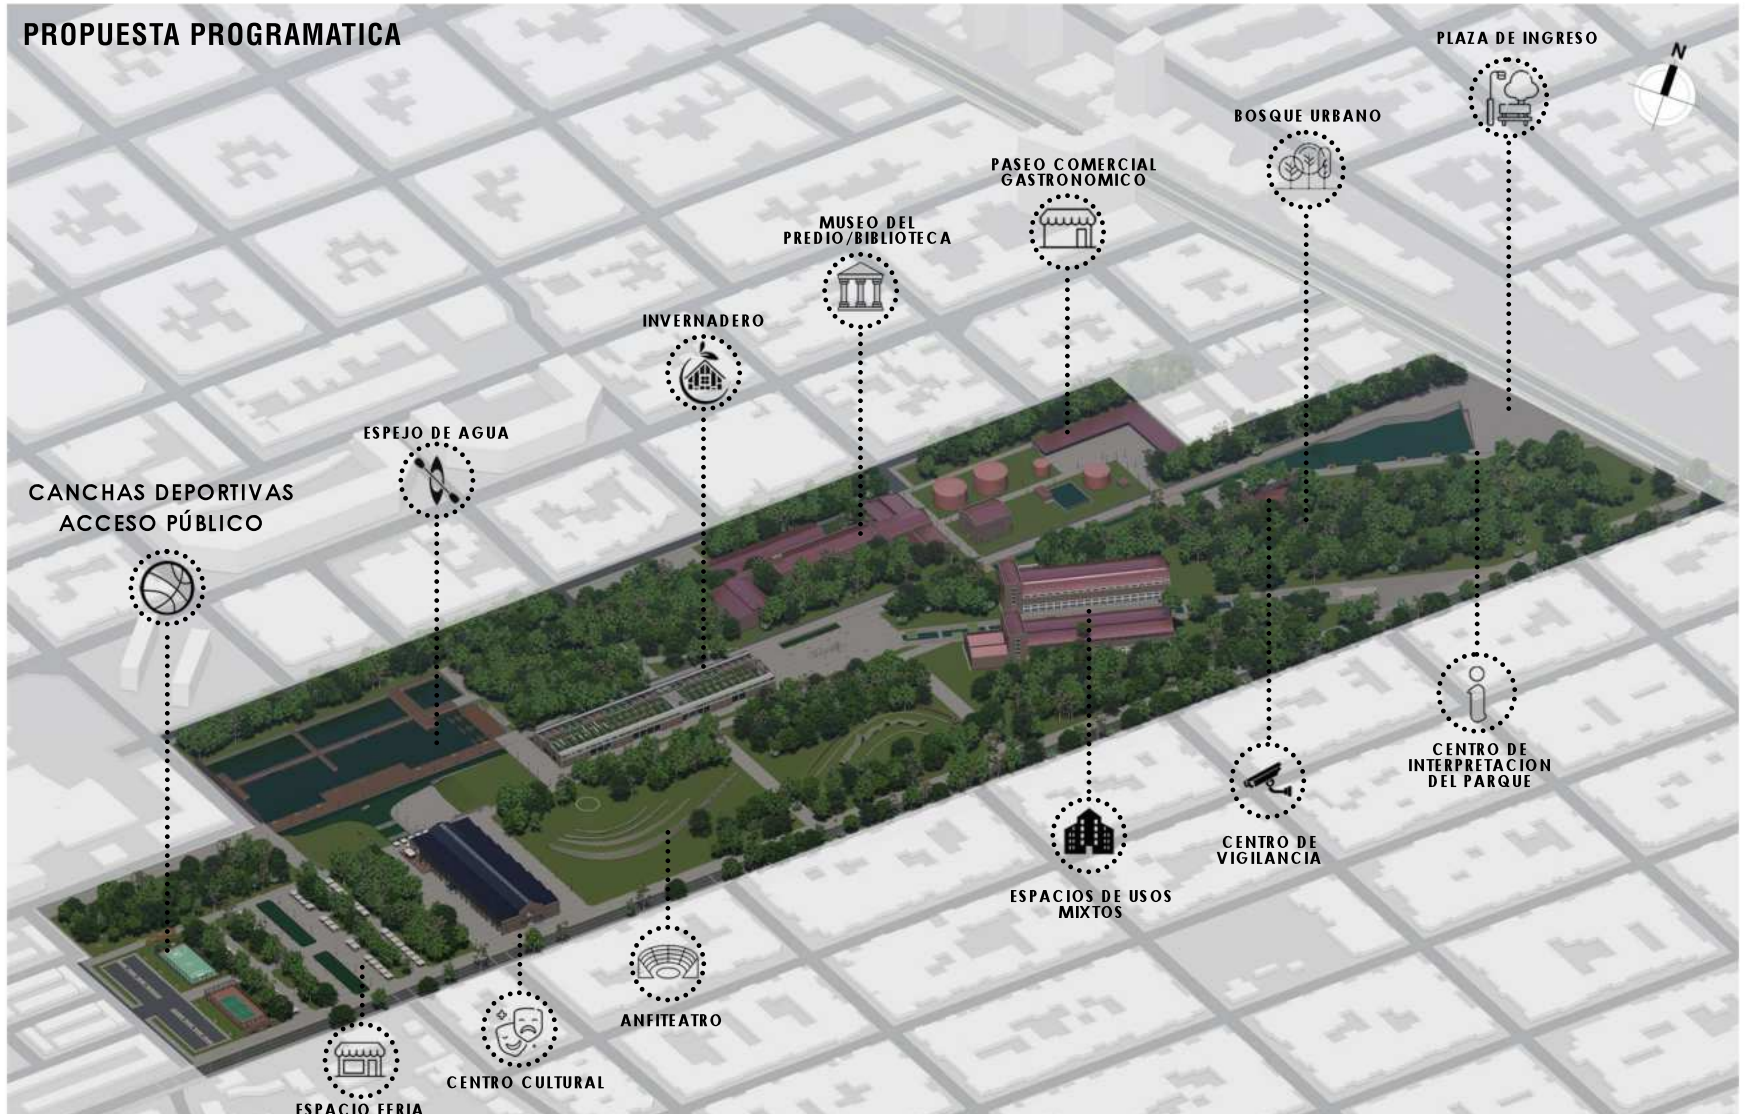 PROPUESTA PROGRAMATICA
PLAZA DE INGRESO
N
BOSQUE URBANO
PASEO COMERCIAL
GASTRONOMICO
MUSEO DEL
PREDIO/BIBLIOTECA
INVERNADERO
ESPEJO DE AGUA
CANCHAS DEPORTIVAS
ACCESO PÚBLICO
CENTRO DE
INTERPRETACION
DEL PARQUE
CENTRO DE
VIGILANCIA
ESPACIOS DE USOS
MIXTOS
ANFITEATRO
CENTRO CULTURAL
ESPACIO FERIA